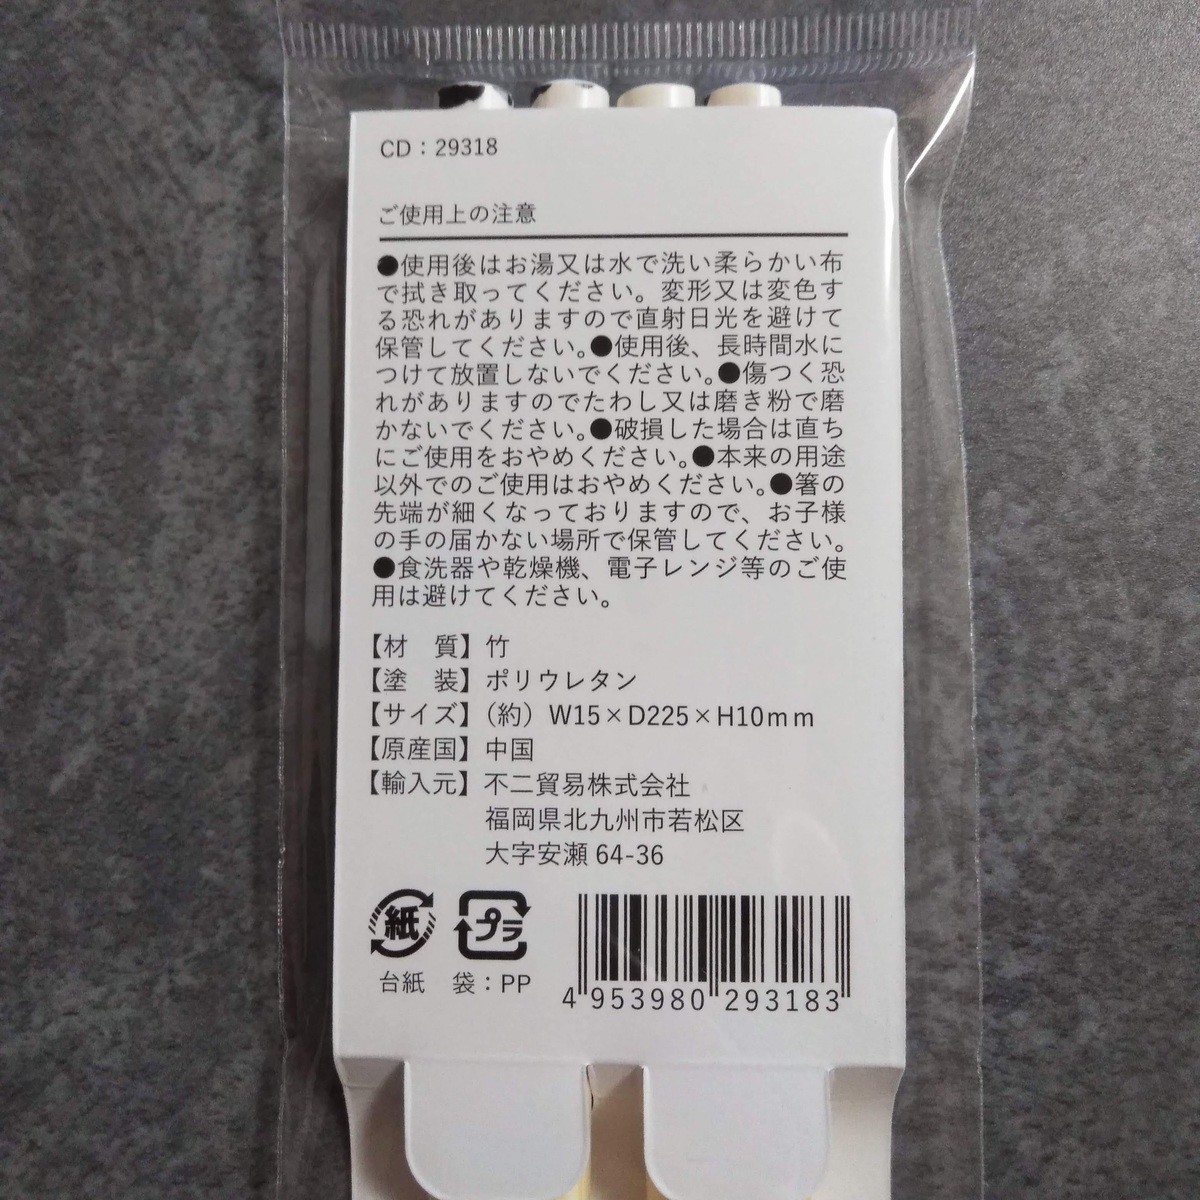 CD：29318
ご使用上の注意
●使用後はお湯又は水で洗い柔らかい布
で拭き取ってください。変形又は変色す
る恐れがありますので直射日光を避けて
保管してください。●使用後、長時間水に
つけて放置しないでください。●傷つく恐
れがありますのでたわし又は磨き粉で磨
かないでください。●破損した場合は直ち
にご使用をおやめください。●本来の用途
以外でのご使用はおやめください。●箸の
先端が細くなっておりますので、お子様
の手の届かない場所で保管してください。
●食洗器や乾燥機、電子レンジ等のご使
用は避けてください。
【材　質】竹
【塗　装】ポリウレタン
【サイズ】（約）W15×D225×H10mm
【原産国】中国
【輸入元】不二貿易株式会社
福岡県北九州市若松区
大字安瀬 64-36
紙 プラ
台紙 袋：PP
4 953980 293183